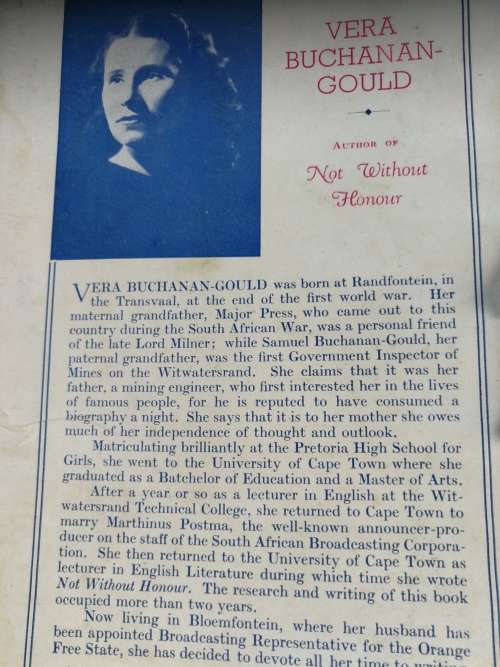 VERA
BUCHANAN-
GOULD
AUTHOR OF
Not Without
Honour
VERA BUCHANAN-GOULD was born at Randfontein, in
the Transvaal, at the end of the first world war. Her
maternal grandfather, Major Press, who came out to this
country during the South African War, was a personal friend
of the late Lord Milner; while Samuel Buchanan-Gould, her
paternal grandfather, was the first Government Inspector of
Mines on the Witwatersrand. She claims that it was her
father, a mining engineer, who first interested her in the lives
of famous people, for he is reputed to have consumed a
biography a night. She says that it is to her mother she owes
much of her independence of thought and outlook.
Matriculating brilliantly at the Pretoria High School for
Girls, she went to the University of Cape Town where she
graduated as a Batchelor of Education and a Master of Arts.
After a year or so as a lecturer in English at the Wit-
watersrand Technical College, she returned to Cape Town to
marry Marthinus Postma, the well-known announcer-pro-
ducer on the staff of the South African Broadcasting Corpora-
tion. She then returned to the University of Cape Town as
lecturer in English Literature during which time she wrote
Not Without Honour. The research and writing of this book
occupied more than two years.
Now living in Bloemfontein, where her husband has
been appointed Broadcasting Representative for the Orange
Free State, she has decided to devote all her time to writing